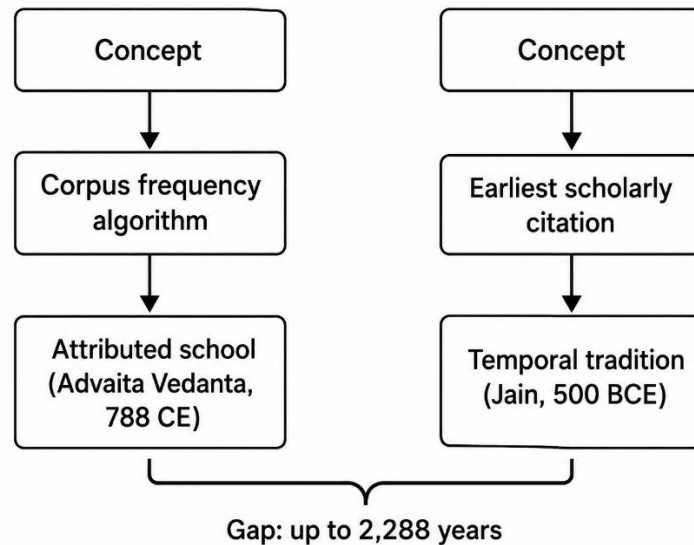 Concept
Corpus frequency
algorithm
Attributed school
(Advaita Vedanta,
788 CE)
Concept
Earliest scholarly
citation
Temporal tradition
(Jain, 500 BCE)
Gap: up to 2,288 years